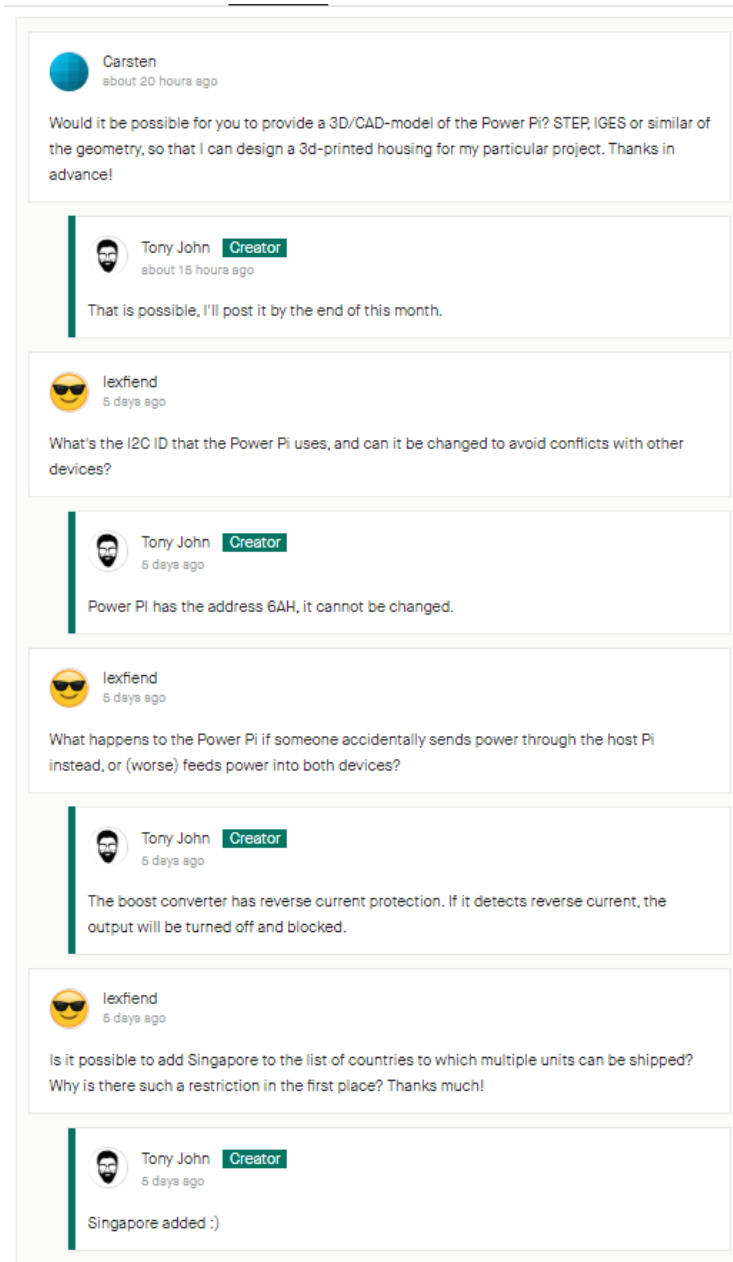 Carsten
about 20 hours ago
Would it be possible for you to provide a 3D/CAD-model of the Power Pi? STEP, IGES or similar of
the geometry, so that I can design a 3d-printed housing for my particular project. Thanks in
advance!
Tony John Creator
about 15 hours ago
That is possible, I'll post it by the end of this month.
lexfiend
5 days ago
What's the I2C ID that the Power Pi uses, and can it be changed to avoid conflicts with other
devices?
Tony John Creator
5 days ago
Power PI has the address 6AH, it cannot be changed.
lexfiend
5 days ago
What happens to the Power Pi if someone accidentally sends power through the host Pi
instead, or (worse) feeds power into both devices?
Tony John Creator
5 days ago
The boost converter has reverse current protection. If it detects reverse current, the
output will be turned off and blocked.
lexfiend
5 days ago
Is it possible to add Singapore to the list of countries to which multiple units can be shipped?
Why is there such a restriction in the first place? Thanks much!
Tony John Creator
5 days ago
Singapore added :)